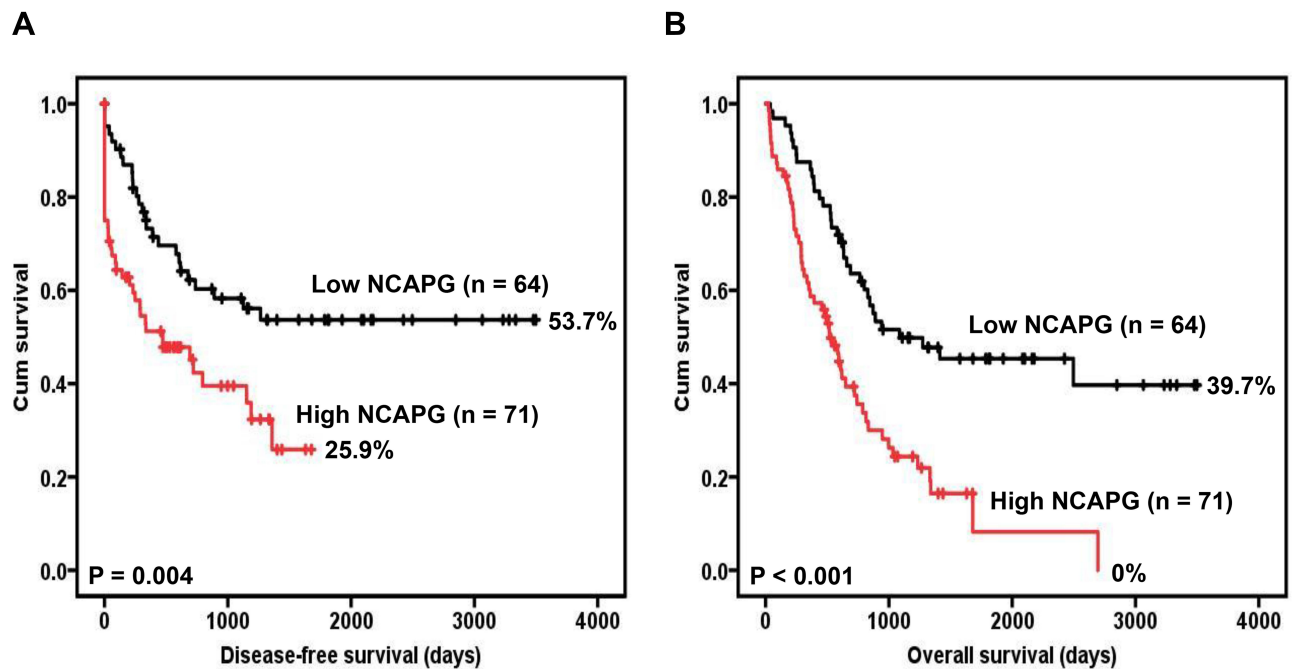 A
Cum survival
1.0
0.8
0.6
0.4
0.2
0.0
Low NCAPG (n = 64)
53.7%
High NCAPG (n = 71)
25.9%
P = 0.004
0 1000 2000 3000 4000
Disease-free survival (days)
B
Cum survival
1.0
0.8
0.6
0.4
0.2
0.0
Low NCAPG (n = 64)
39.7%
High NCAPG (n = 71)
0%
P < 0.001
0 1000 2000 3000 4000
Overall survival (days)